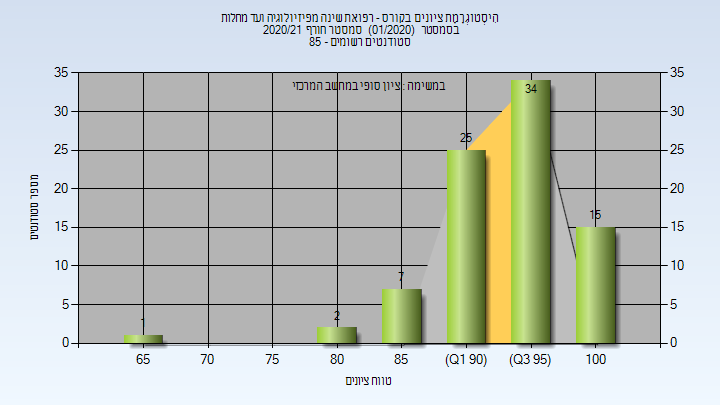 הִיסְטוֹגְרָמַת ציונים בקורס - רפואת שינה מפיזיולוגיה ועד מחלות
בסמסטר (01/2020) סמסטר חורף 2020/21
סטודנטים רשומים - 85
במשימה : ציון סופי במחשב המרכזי
35 35
30 30
25 25
20 20
15 15
10 10
5 5
0 0
מספר סטודנטים
1 2 7 25 34 15
65 70 75 80 85 (Q1 90) (Q3 95) 100
טווח ציונים